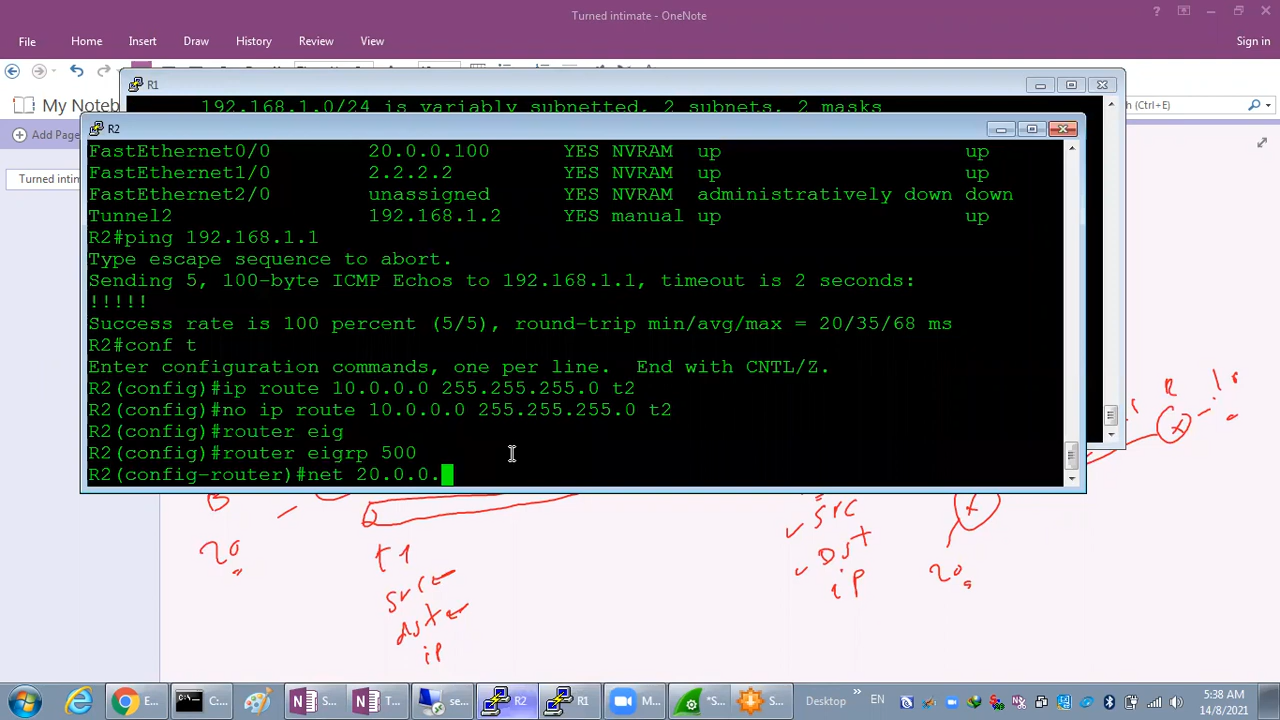 Turned intimate - OneNote
File Home Insert Draw History Review View
Sign in
R1
192.168.1.0/24 is variably subnetted, 2 subnets, 2 masks
My Noteb
(Ctrl+E)
Add Pag
Turned intim
R2
FastEthernet0/0 20.0.0.100 YES NVRAM up up
FastEthernet1/0 2.2.2.2 YES NVRAM up up
FastEthernet2/0 unassigned YES NVRAM administratively down down
Tunnel2 192.168.1.2 YES manual up up
R2#ping 192.168.1.1
Type escape sequence to abort.
Sending 5, 100-byte ICMP Echos to 192.168.1.1, timeout is 2 seconds:
!!!!!
Success rate is 100 percent (5/5), round-trip min/avg/max = 20/35/68 ms
R2#conf t
Enter configuration commands, one per line. End with CNTL/Z.
R2(config)#ip route 10.0.0.0 255.255.255.0 t2
R2(config)#no ip route 10.0.0.0 255.255.255.0 t2
R2(config)#router eig
R2(config)#router eigrp 500
R2(config-router)#net 20.0.0.
20
t1
src
dst
ip
src
Dst
ip
20
E... C:... S... T... se... R2 R1 M... *S... S... Desktop EN
5:38 AM
14/8/2021